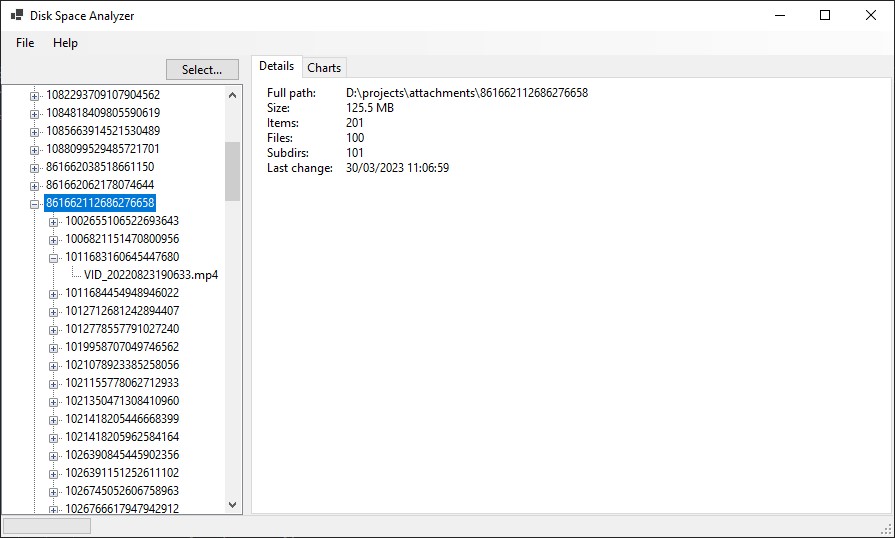 Disk Space Analyzer
File Help
Select...
1082293709107904562
1084818409805590619
1085663914521530489
1088099529485721701
861662038518661150
861662062178074644
861662112686276658
1002655106522693643
1006821151470800956
1011683160645447680
VID_20220823190633.mp4
1011684454948946022
1012712681242894407
1012778557791027240
1019958707049746562
1021078923385258056
1021155778062712933
1021350471308410960
1021418205446668399
1021418205962584164
1026390845445902356
1026391151252611102
1026745052606758963
1026766617947942912
Details Charts
Full path: D:\projects\attachments\861662112686276658
Size: 125.5 MB
Items: 201
Files: 100
Subdirs: 101
Last change: 30/03/2023 11:06:59